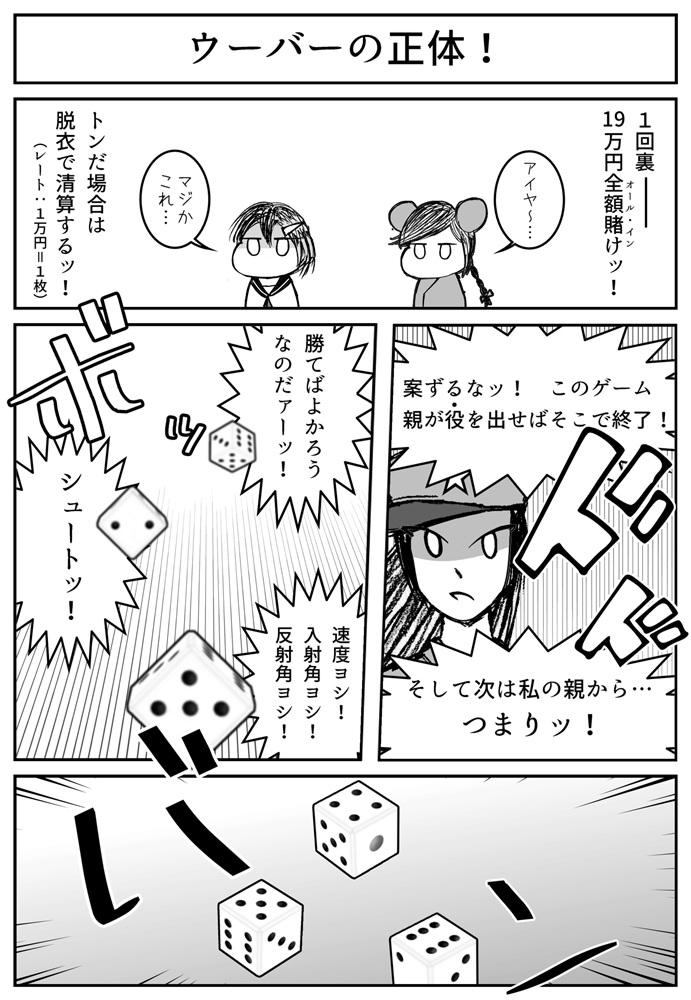 ウーバーの正体！
１回裏――
19万円全額賭けッ！
オール・イン
アイヤ～…
マジか
これ…
トンだ場合は
脱衣で清算するッ！
（レート：１万円＝１枚）
案ずるなッ！　このゲーム
親が役を出せばそこで終了！
ドドド
そして次は私の親から…
つまりッ！
勝てばよかろう
なのだァーッ！
ボッ
シュートッ！
速度ヨシ！
入射角ヨシ！
反射角ヨシ！